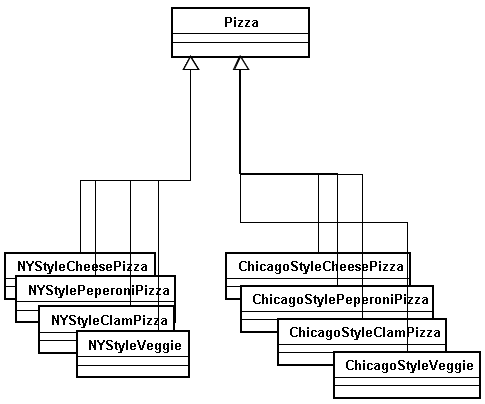 Pizza
NYStyleCheesePizza
NYStylePeperoniPizza
NYStyleClamPizza
NYStyleVeggie
ChicagoStyleCheesePizza
ChicagoStylePeperoniPizza
ChicagoStyleClamPizza
ChicagoStyleVeggie